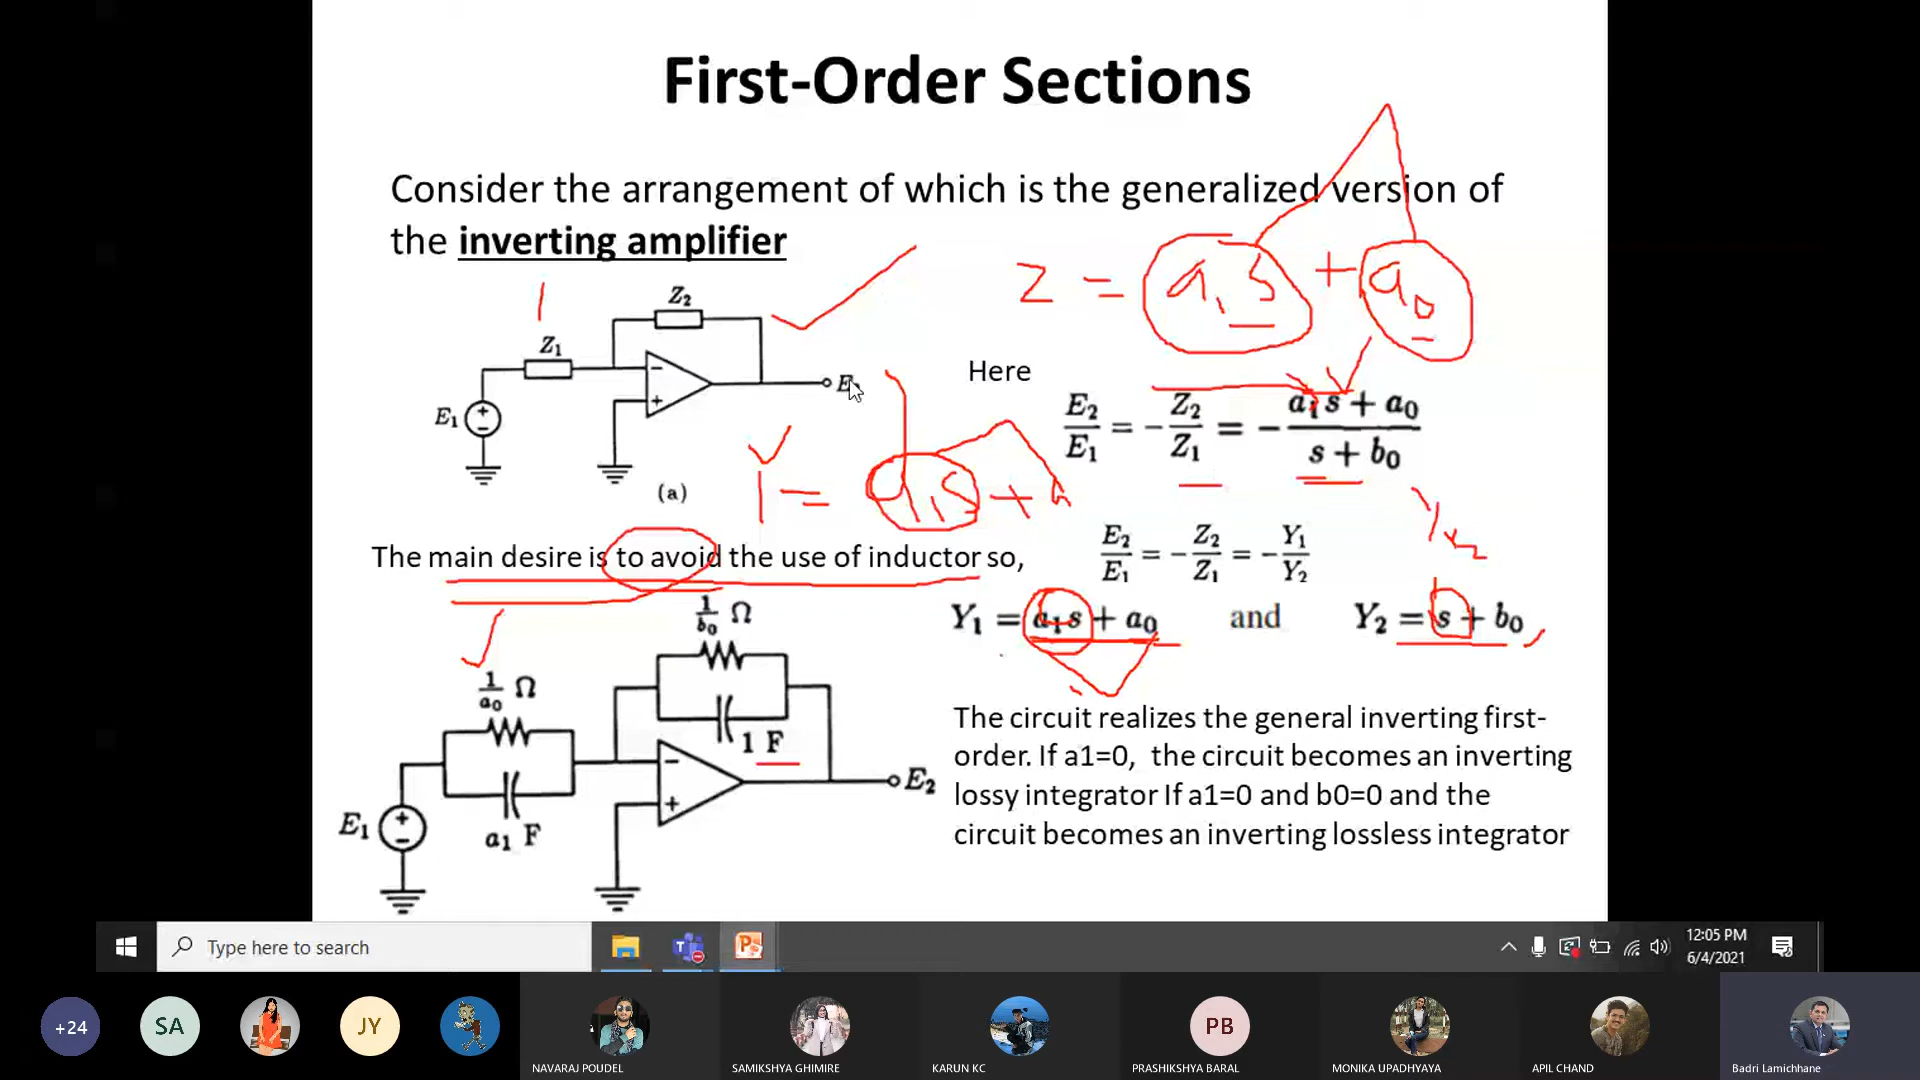 First-Order Sections
Consider the arrangement of which is the generalized version of
the inverting amplifier
Z = a₁s + a₀
Z₂
Z₁
E₁
(a)
Here
E₂/E₁ = -Z₂/Z₁ = -(a₁s + a₀)/(s + b₀)
= a₁s +
The main desire is to avoid the use of inductor so,
E₂/E₁ = -Z₂/Z₁ = -Y₁/Y₂
Y₁ = a₁s + a₀ and Y₂ = s + b₀
1/b₀ Ω
1/a₀ Ω
1 F
E₂
E₁
a₁ F
The circuit realizes the general inverting first-
order. If a1=0, the circuit becomes an inverting
lossy integrator If a1=0 and b0=0 and the
circuit becomes an inverting lossless integrator
Type here to search
12:05 PM
6/4/2021
+24
SA
JY
PB
NAVARAJ POUDEL
SAMIKSHYA GHIMIRE
KARUN KC
PRASHIKSHYA BARAL
MONIKA UPADHYAYA
APIL CHAND
Badri Lamichhane